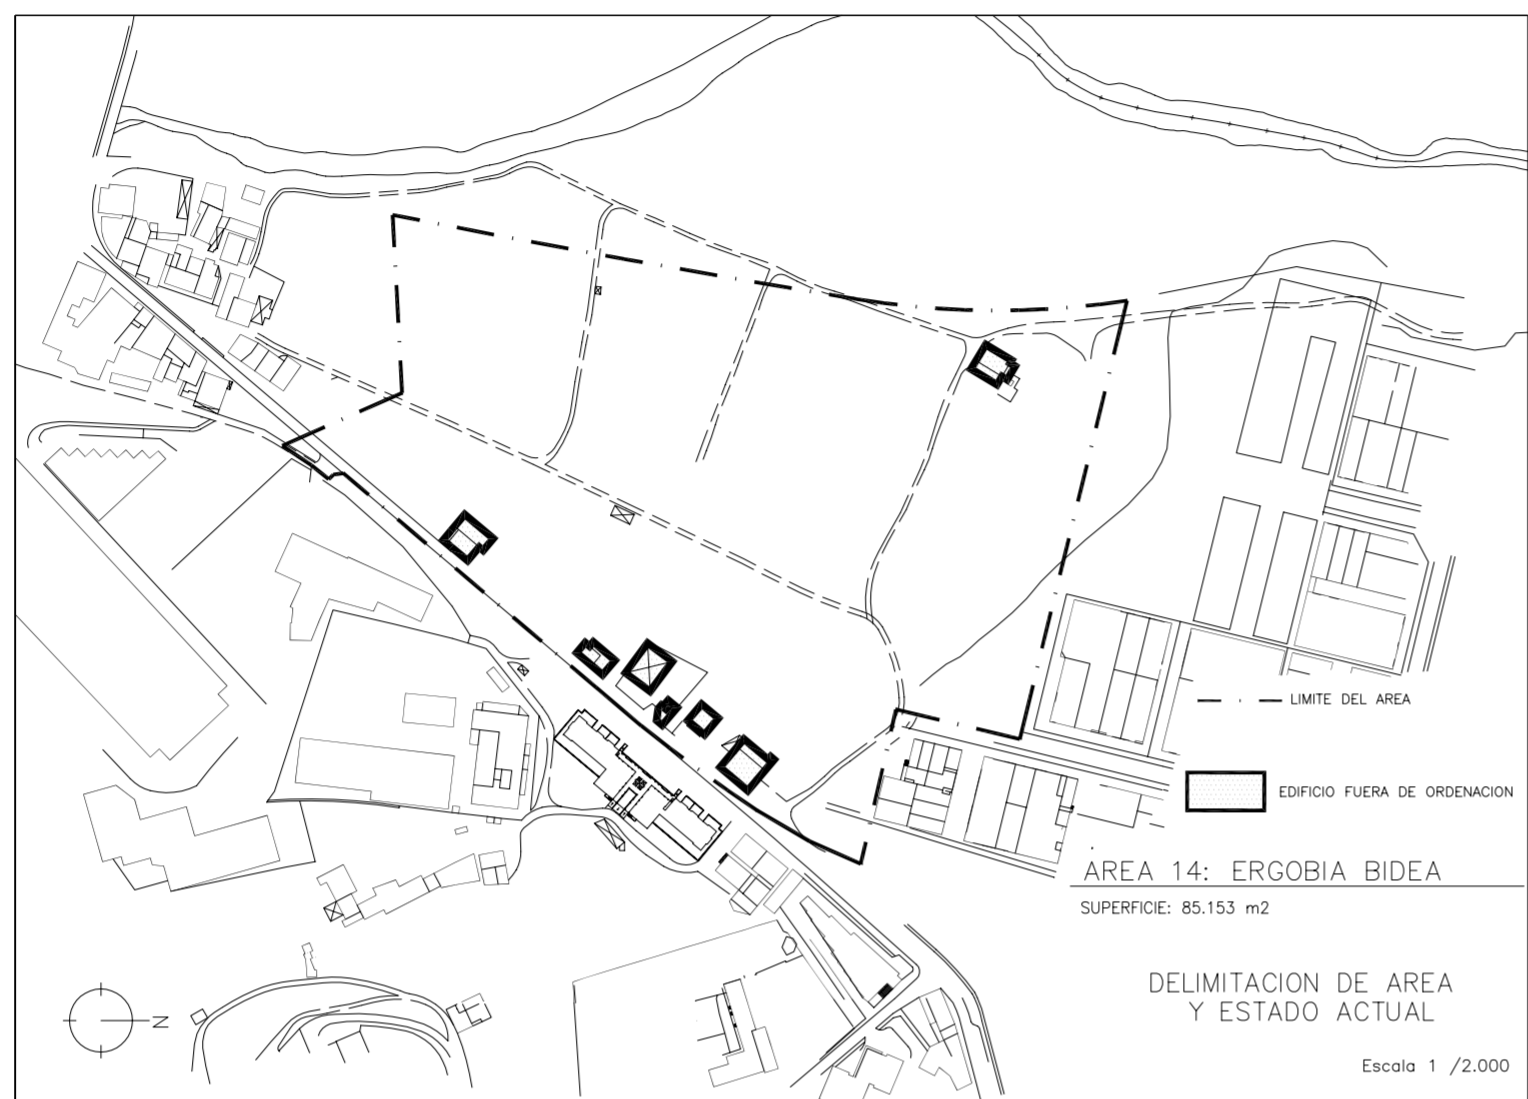 LIMITE DEL AREA
EDIFICIO FUERA DE ORDENACION
AREA 14: ERGOBIA BIDEA
SUPERFICIE: 85.153 m2
DELIMITACION DE AREA
Y ESTADO ACTUAL
N
Escala 1 /2.000